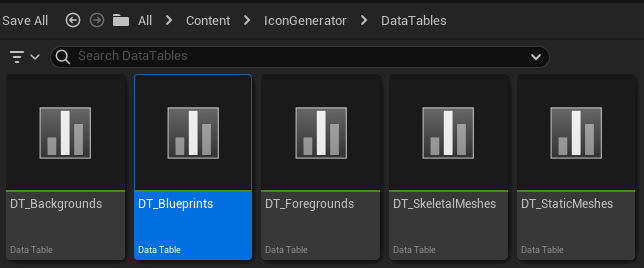 Save All All Content IconGenerator DataTables
Search DataTables
DT_Backgrounds DT_Blueprints DT_Foregrounds DT_SkeletalMeshes DT_StaticMeshes
Data Table Data Table Data Table Data Table Data Table